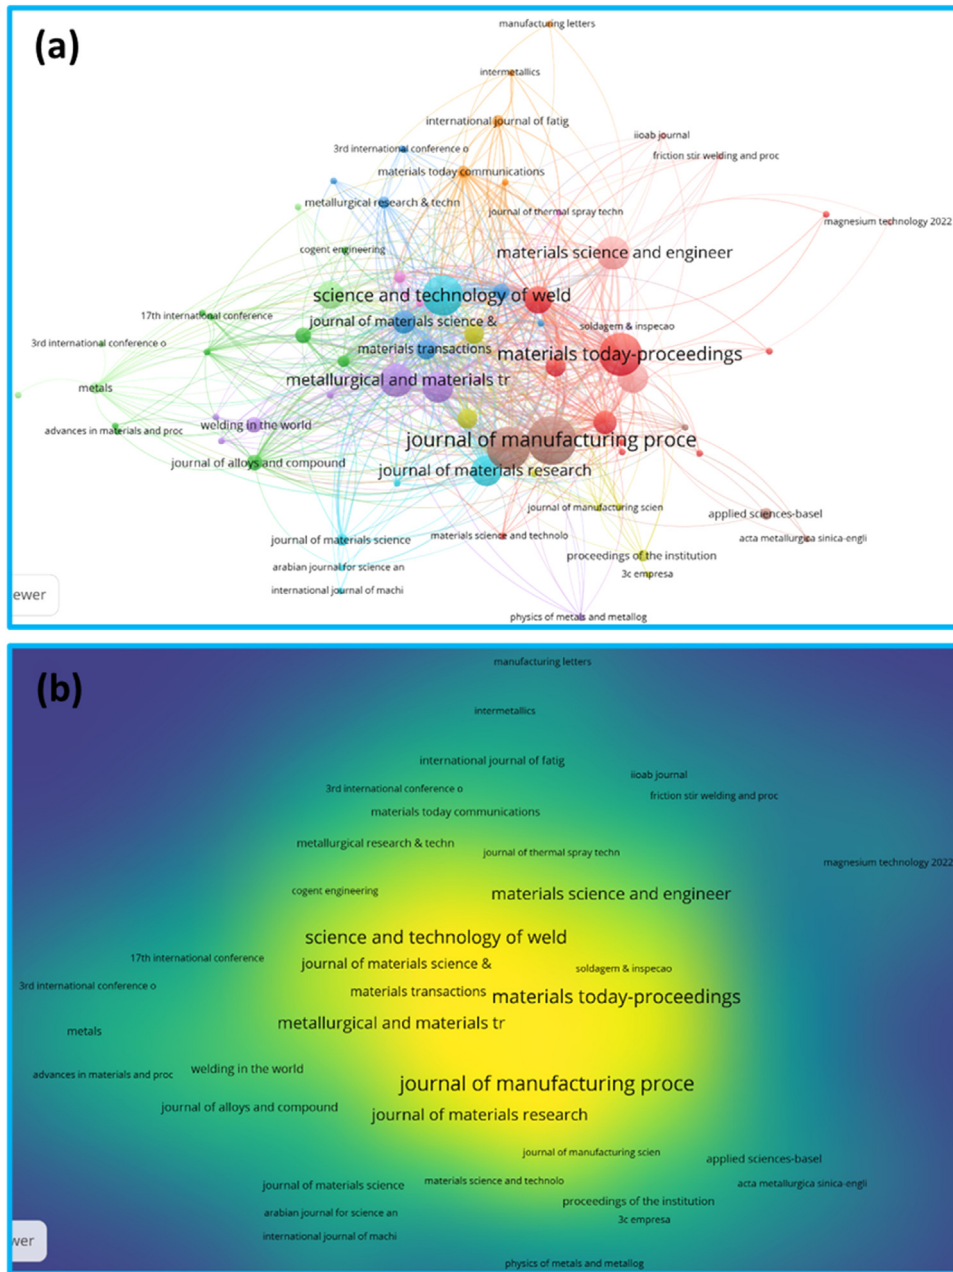 (a)
manufacturing letters
intermetallics
international journal of fatig
iioab journal
3rd international conference o
friction stir welding and proc
materials today communications
metallurgical research & techn
journal of thermal spray techn
magnesium technology 2022
cogent engineering
materials science and engineer
science and technology of weld
17th international conference
journal of materials science &
soldagem & inspecao
3rd international conference o
materials transactions
materials today-proceedings
metallurgical and materials tr
metals
welding in the world
advances in materials and proc
journal of manufacturing proce
journal of alloys and compound
journal of materials research
journal of manufacturing scien
applied sciences-basel
journal of materials science
materials science and technolo
acta metallurgica sinica-engli
proceedings of the institution
arabian journal for science an
3c empresa
international journal of machi
ewer
physics of metals and metallog
(b)
manufacturing letters
intermetallics
international journal of fatig
iioab journal
3rd international conference o
friction stir welding and proc
materials today communications
metallurgical research & techn
journal of thermal spray techn
magnesium technology 2022
cogent engineering
materials science and engineer
science and technology of weld
17th international conference
journal of materials science &
soldagem & inspecao
3rd international conference o
materials transactions
materials today-proceedings
metallurgical and materials tr
metals
welding in the world
advances in materials and proc
journal of manufacturing proce
journal of alloys and compound
journal of materials research
journal of manufacturing scien
applied sciences-basel
journal of materials science
materials science and technolo
acta metallurgica sinica-engli
proceedings of the institution
arabian journal for science an
3c empresa
international journal of machi
wer
physics of metals and metallog